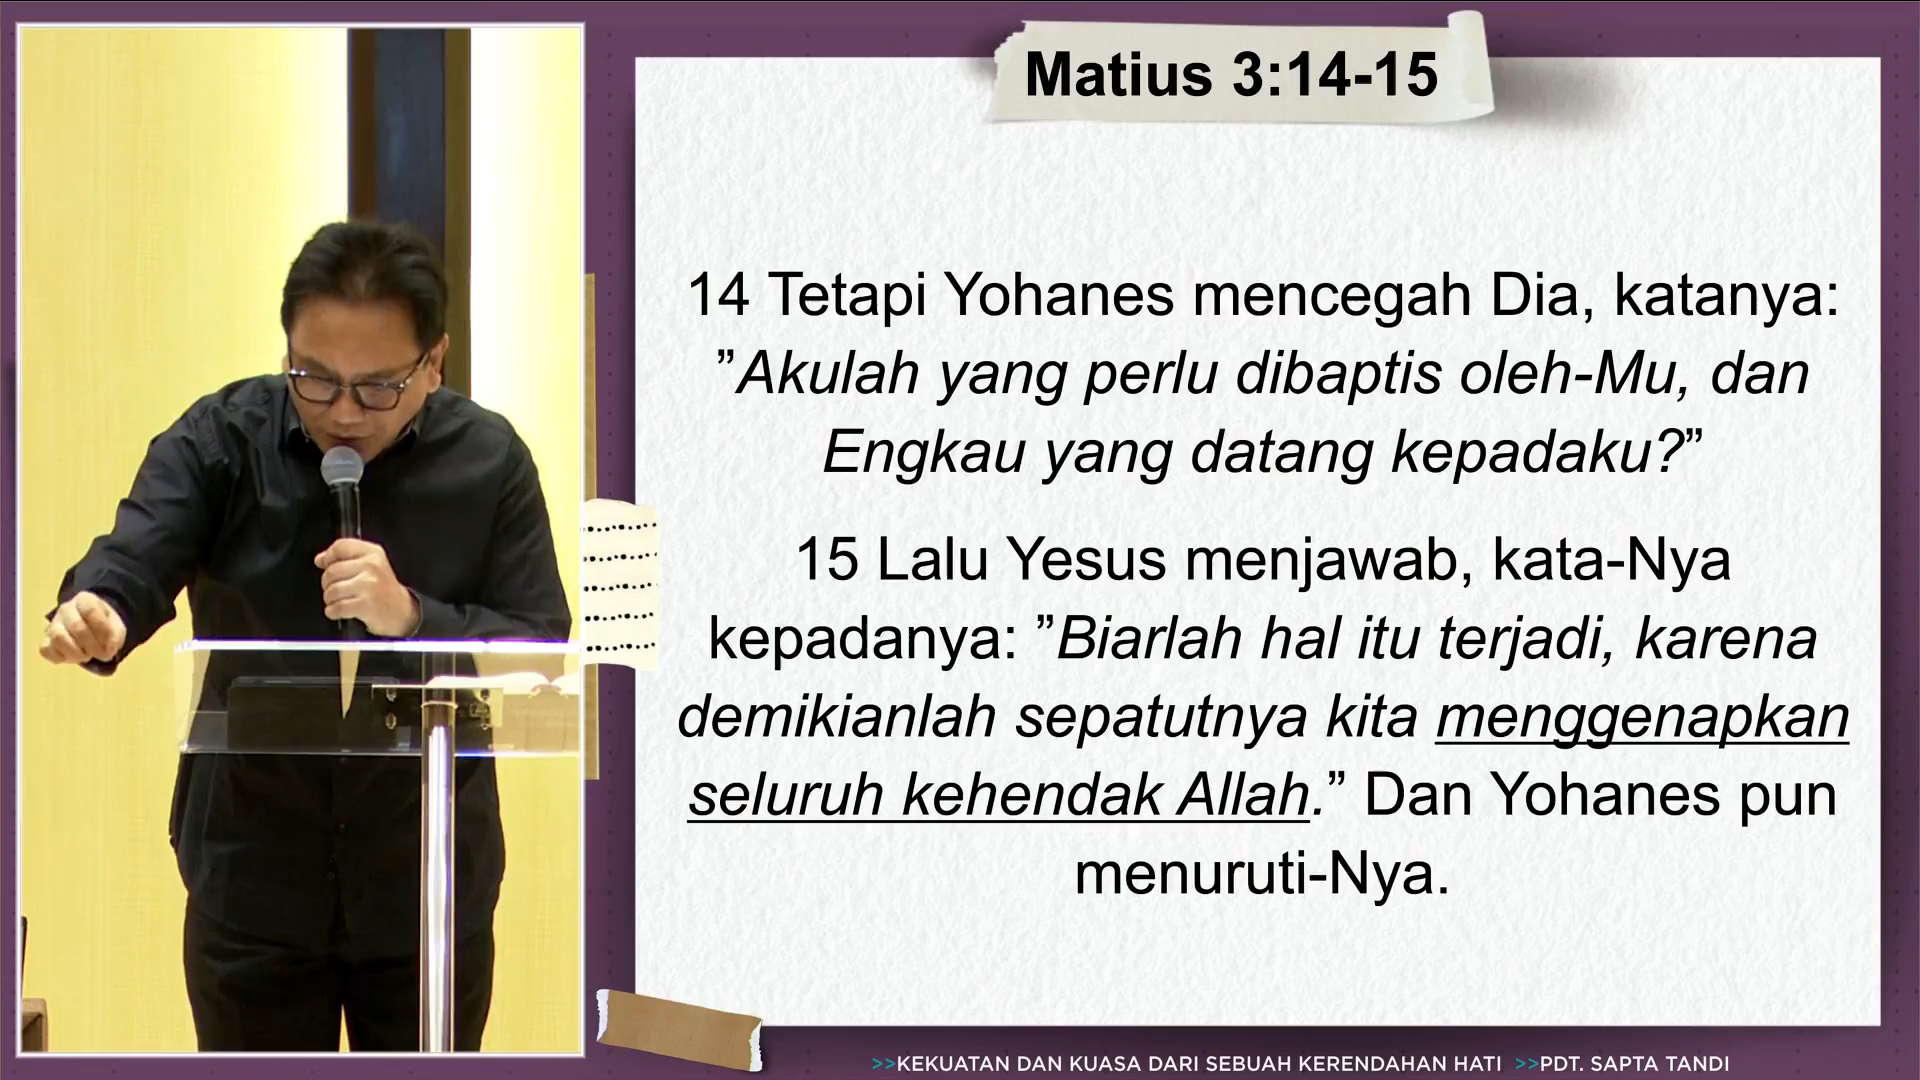 Matius 3:14-15
14 Tetapi Yohanes mencegah Dia, katanya:
”Akulah yang perlu dibaptis oleh-Mu, dan
Engkau yang datang kepadaku?”
15 Lalu Yesus menjawab, kata-Nya
kepadanya: ”Biarlah hal itu terjadi, karena
demikianlah sepatutnya kita menggenapkan
seluruh kehendak Allah.” Dan Yohanes pun
menuruti-Nya.
>>KEKUATAN DAN KUASA DARI SEBUAH KERENDAHAN HATI >>PDT. SAPTA TANDI